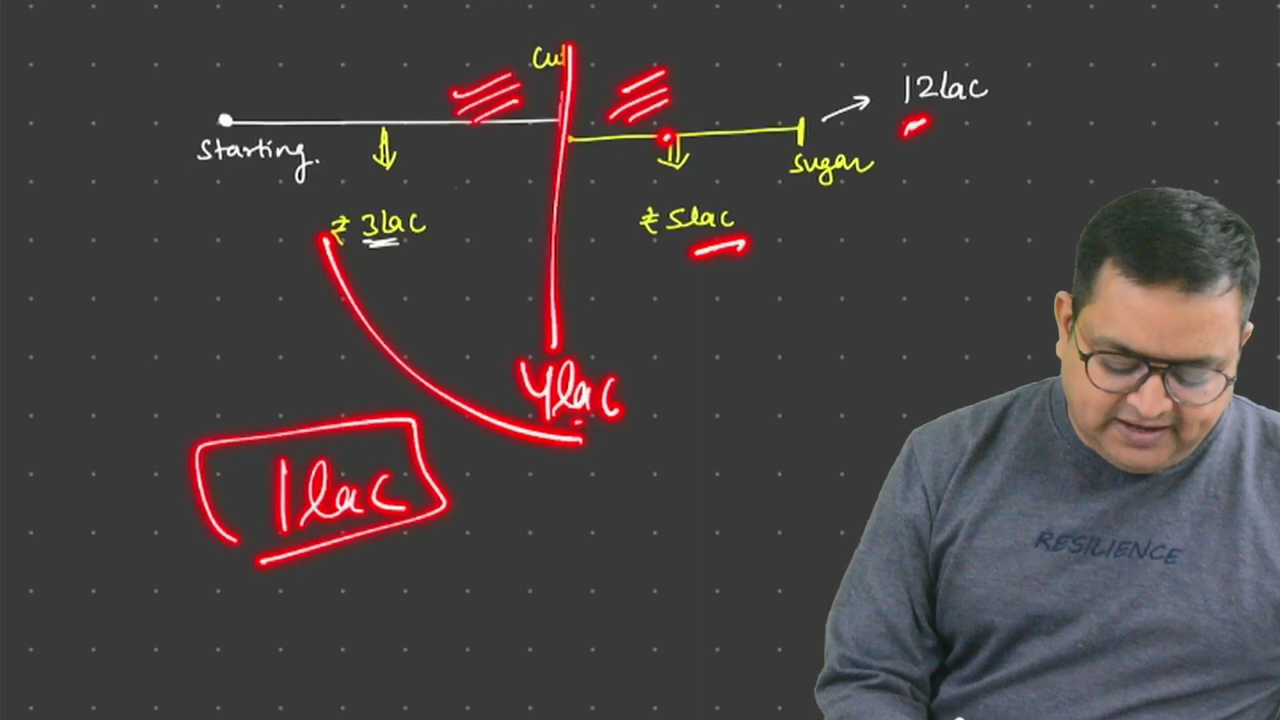 Cut
12lac
Starting.
Sugar
₹ 3lac
₹ 5lac
4lac
1lac
RESILIENCE